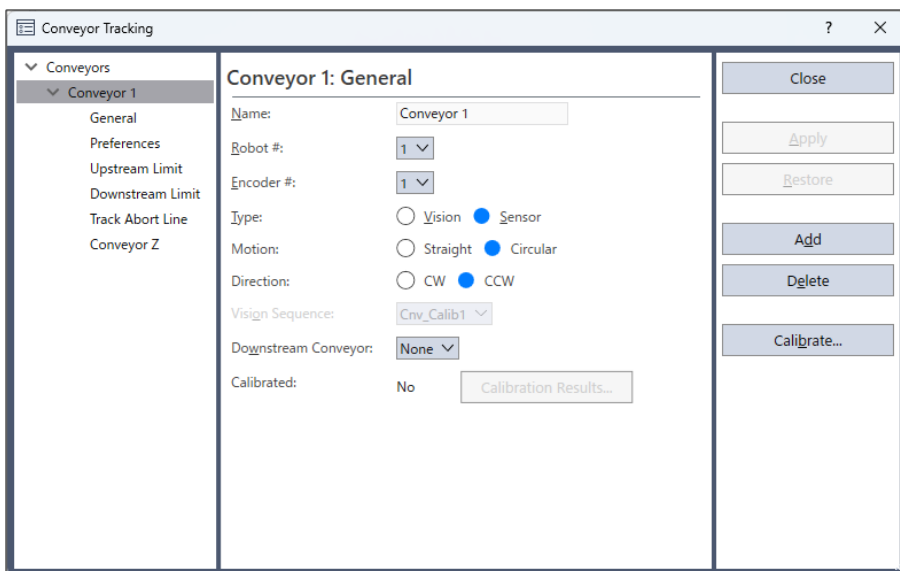 Conveyor Tracking
?
Conveyors
Conveyor 1
General
Preferences
Upstream Limit
Downstream Limit
Track Abort Line
Conveyor Z
Conveyor 1: General
Name: Conveyor 1
Robot #: 1
Encoder #: 1
Type: Vision Sensor
Motion: Straight Circular
Direction: CW CCW
Vision Sequence: Cnv_Calib1
Downstream Conveyor: None
Calibrated: No Calibration Results...
Close
Apply
Restore
Add
Delete
Calibrate...